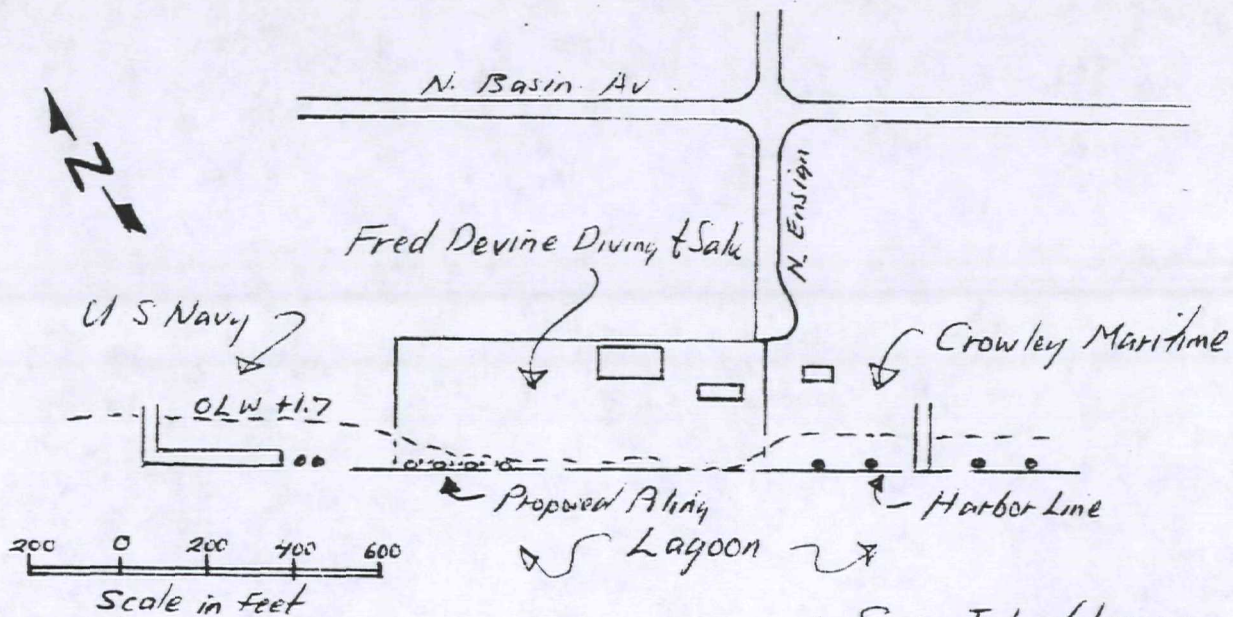 N. Basin Av
N
N. Ensign
Fred Devine Diving & Salv
U S Navy
Crowley Maritime
OLW +1.7
Proposed Piling
Harbor Line
Lagoon
200 0 200 400 600
Scale in feet